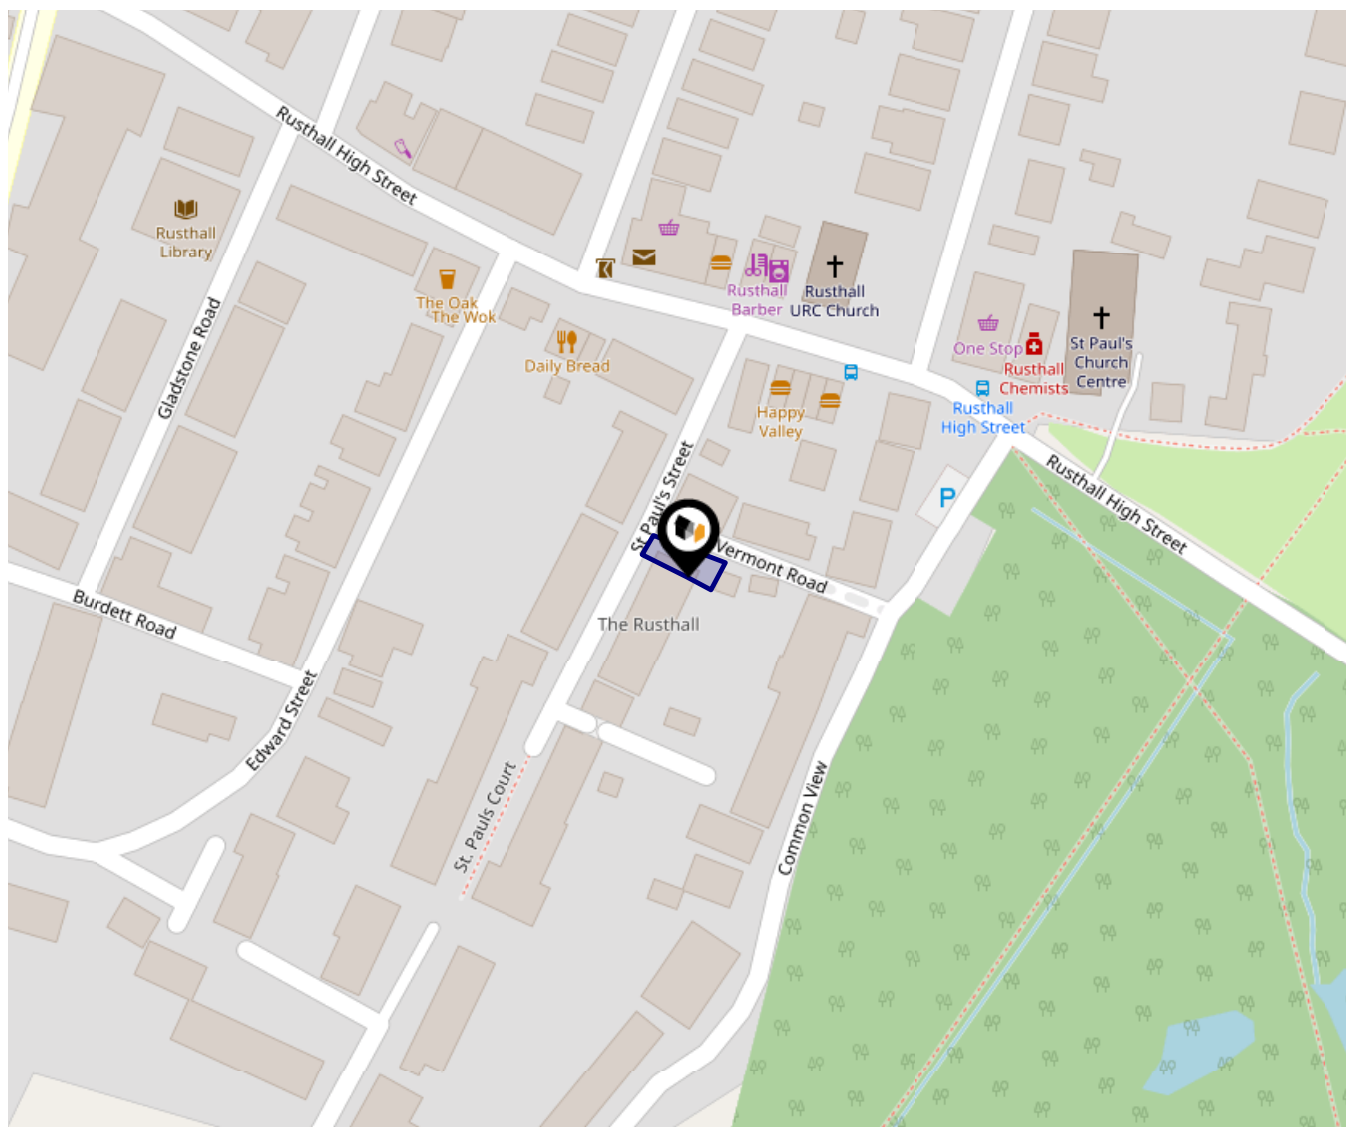 Rusthall High Street
Rusthall
Library
The Oak
The Wok
Daily Bread
Rusthall
Barber
Rusthall
URC Church
One Stop
Rusthall
Chemists
St Paul's
Church
Centre
Rusthall
High Street
Happy
Valley
P
Gladstone Road
St Paul's Street
Vermont Road
Rusthall High Street
Burdett Road
The Rusthall
Edward Street
St. Pauls Court
Common View